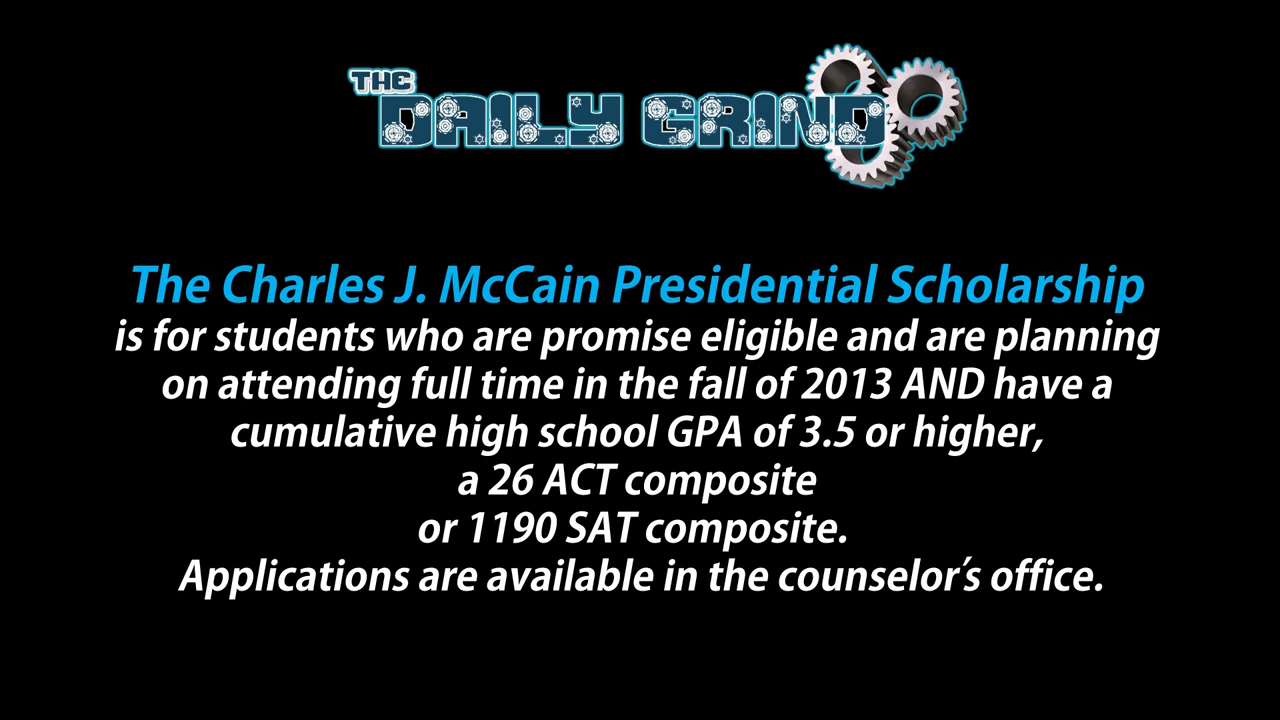 THE
DAILY GRIND
The Charles J. McCain Presidential Scholarship
is for students who are promise eligible and are planning
on attending full time in the fall of 2013 AND have a
cumulative high school GPA of 3.5 or higher,
a 26 ACT composite
or 1190 SAT composite.
Applications are available in the counselor's office.